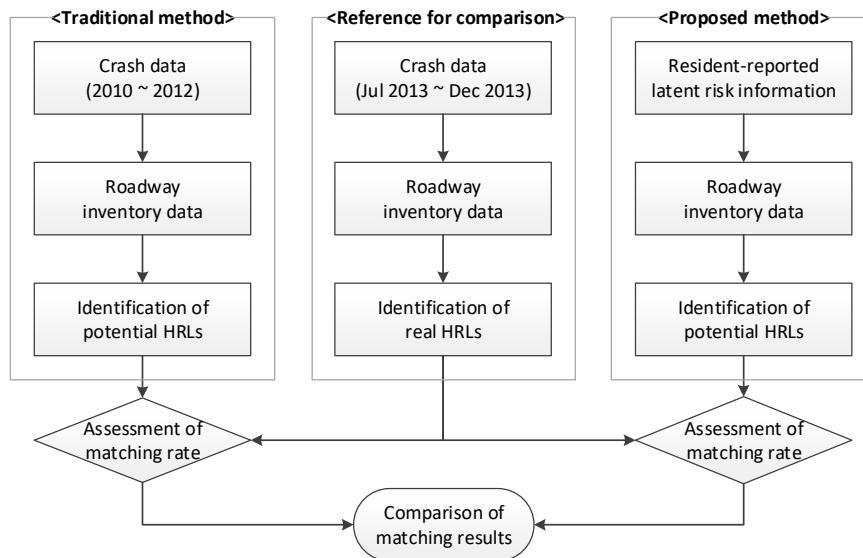 <Traditional method>
Crash data
(2010 ~ 2012)
Roadway
inventory data
Identification of
potential HRLs
Assessment of
matching rate
<Reference for comparison>
Crash data
(Jul 2013 ~ Dec 2013)
Roadway
inventory data
Identification of
real HRLs
<Proposed method>
Resident-reported
latent risk information
Roadway
inventory data
Identification of
potential HRLs
Assessment of
matching rate
Comparison of
matching results